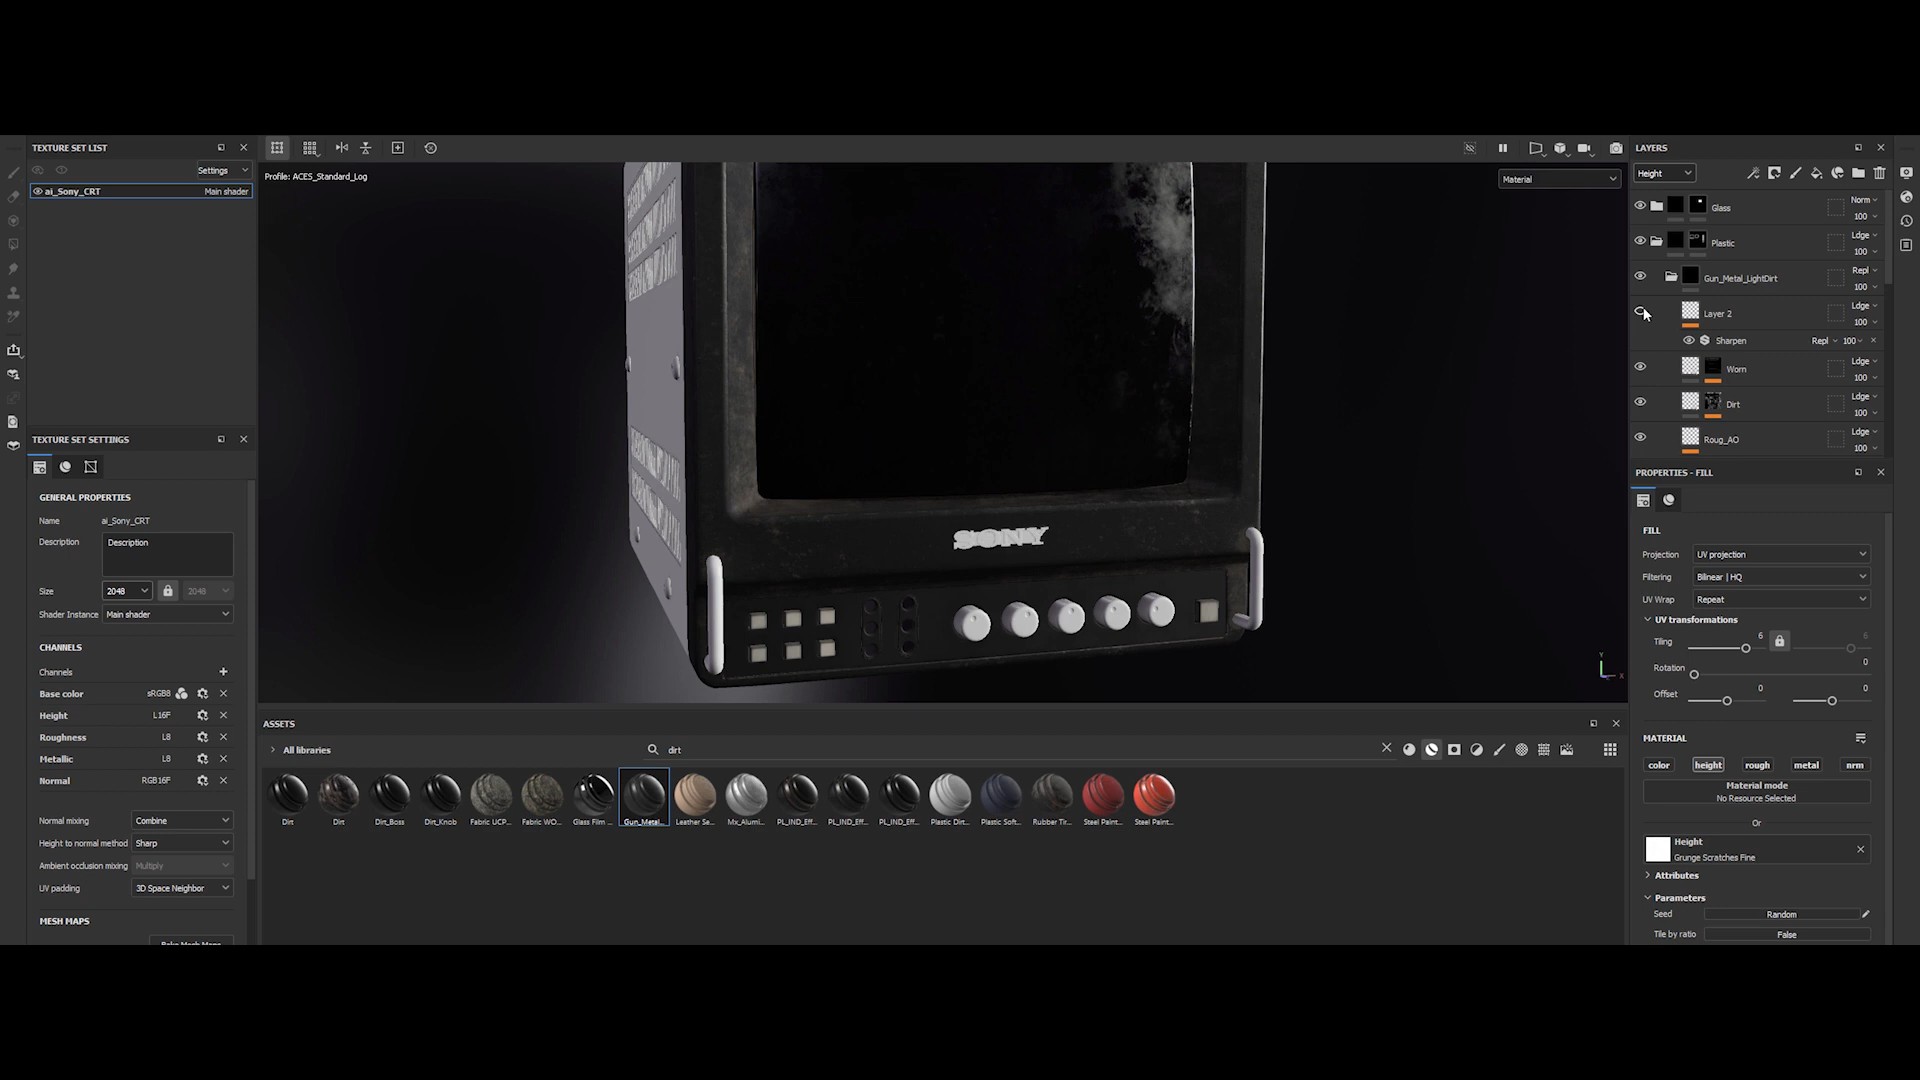 TEXTURE SET LIST
Settings
ai_Sony_CRT
Main shader
TEXTURE SET SETTINGS
GENERAL PROPERTIES
Name
ai_Sony_CRT
Description
Description
Size
2048
2048
Shader Instance
Main shader
CHANNELS
Channels
Base color
sRGB8
Height
L16F
Roughness
L8
Metallic
L8
Normal
RGB16F
Normal mixing
Combine
Height to normal method
Sharp
Ambient occlusion mixing
Multiply
UV padding
3D Space Neighbor
MESH MAPS
Profile: ACES_Standard_Log
Material
SONY
Y
X
ASSETS
All libraries
dirt
Dirt
Dirt
Dirt_Boss
Dirt_Knob
Fabric UCP...
Fabric WO...
Glass Film ...
Gun_Metal...
Leather Se...
Mx_Alumi...
PL_IND_Eff...
PL_IND_Eff...
PL_IND_Eff...
Plastic Dirt...
Plastic Soft...
Rubber Tir...
Steel Paint...
Steel Paint...
LAYERS
Height
Glass
Norm
100
Plastic
Ldge
100
Gun_Metal_LightDirt
Repl
100
Layer 2
Ldge
100
Sharpen
Repl
100
Worn
Ldge
100
Dirt
Ldge
100
Roug_AO
Ldge
100
PROPERTIES - FILL
FILL
Projection
UV projection
Filtering
Bilinear | HQ
UV Wrap
Repeat
UV transformations
Tiling
6
6
Rotation
0
Offset
0
0
MATERIAL
color
height
rough
metal
nrm
Material mode
No Resource Selected
Or
Height
Grunge Scratches Fine
Attributes
Parameters
Seed
Random
Tile by ratio
False